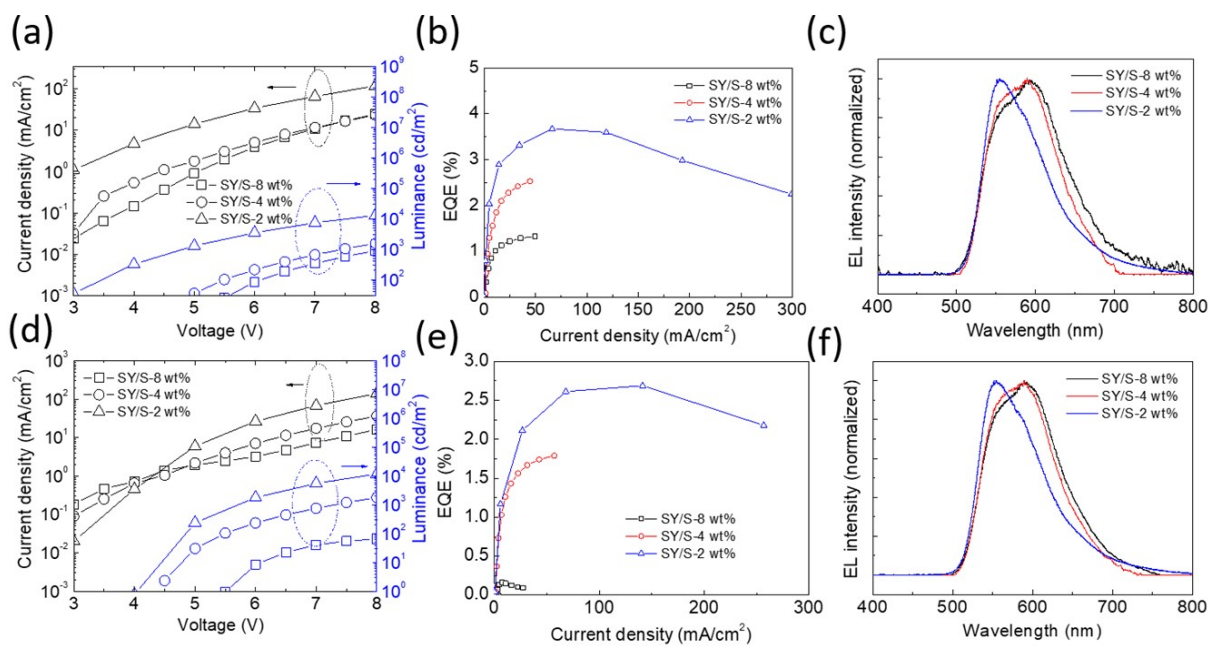 (a)
Current density (mA/cm²)
10²
10¹
10⁰
10⁻¹
10⁻²
10⁻³
3 4 5 6 7 8
Voltage (V)
SY/S-8 wt%
SY/S-4 wt%
SY/S-2 wt%
10⁹
10⁸
10⁷
10⁶
10⁵
10⁴
10³
10²
Luminance (cd/m²)
(b)
EQE (%)
5
4
3
2
1
0
0 50 100 150 200 250 300
Current density (mA/cm²)
SY/S-8 wt%
SY/S-4 wt%
SY/S-2 wt%
(c)
EL intensity (normalized)
400 500 600 700 800
Wavelength (nm)
SY/S-8 wt%
SY/S-4 wt%
SY/S-2 wt%
(d)
Current density (mA/cm²)
10³
10²
10¹
10⁰
10⁻¹
10⁻²
10⁻³
3 4 5 6 7 8
Voltage (V)
SY/S-8 wt%
SY/S-4 wt%
SY/S-2 wt%
10⁸
10⁷
10⁶
10⁵
10⁴
10³
10²
10¹
10⁰
Luminance (cd/m²)
(e)
EQE (%)
3.0
2.5
2.0
1.5
1.0
0.5
0.0
0 100 200 300
Current density (mA/cm²)
SY/S-8 wt%
SY/S-4 wt%
SY/S-2 wt%
(f)
EL intensity (normalized)
400 500 600 700 800
Wavelength (nm)
SY/S-8 wt%
SY/S-4 wt%
SY/S-2 wt%